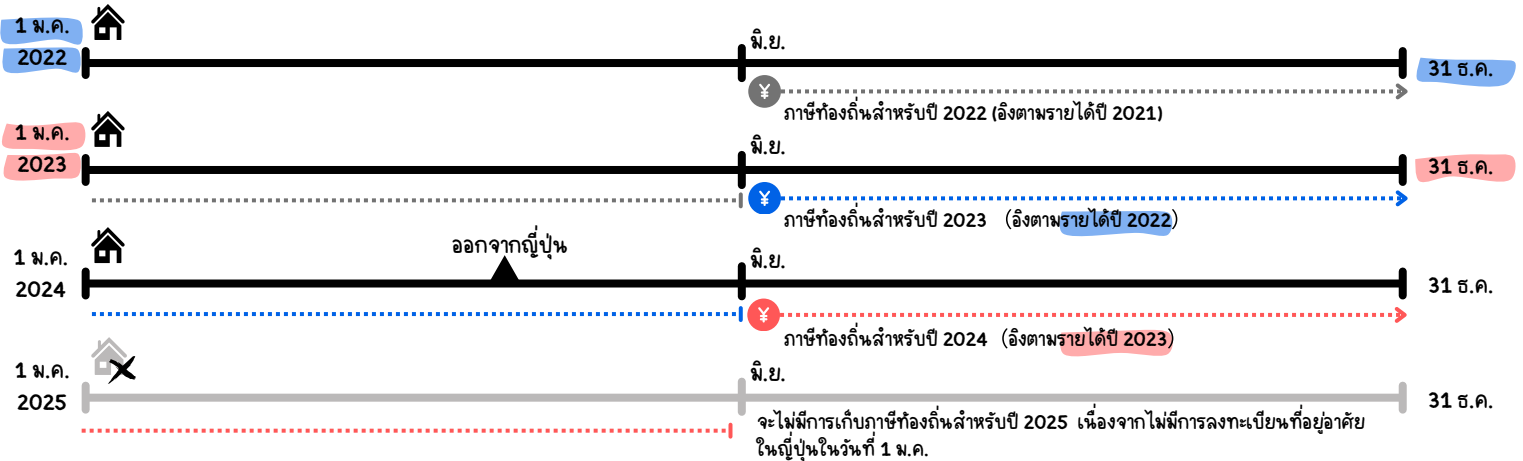 1 ม.ค.
2022
มิ.ย.
31 ธ.ค.
¥
ภาษีท้องถิ่นสำหรับปี 2022 (อิงตามรายได้ปี 2021)
1 ม.ค.
2023
มิ.ย.
31 ธ.ค.
¥
ภาษีท้องถิ่นสำหรับปี 2023 (อิงตามรายได้ปี 2022)
ออกจากญี่ปุ่น
1 ม.ค.
2024
มิ.ย.
31 ธ.ค.
¥
ภาษีท้องถิ่นสำหรับปี 2024 (อิงตามรายได้ปี 2023)
1 ม.ค.
2025
มิ.ย.
31 ธ.ค.
จะไม่มีการเก็บภาษีท้องถิ่นสำหรับปี 2025 เนื่องจากไม่มีการลงทะเบียนที่อยู่อาศัย
ในญี่ปุ่นในวันที่ 1 ม.ค.